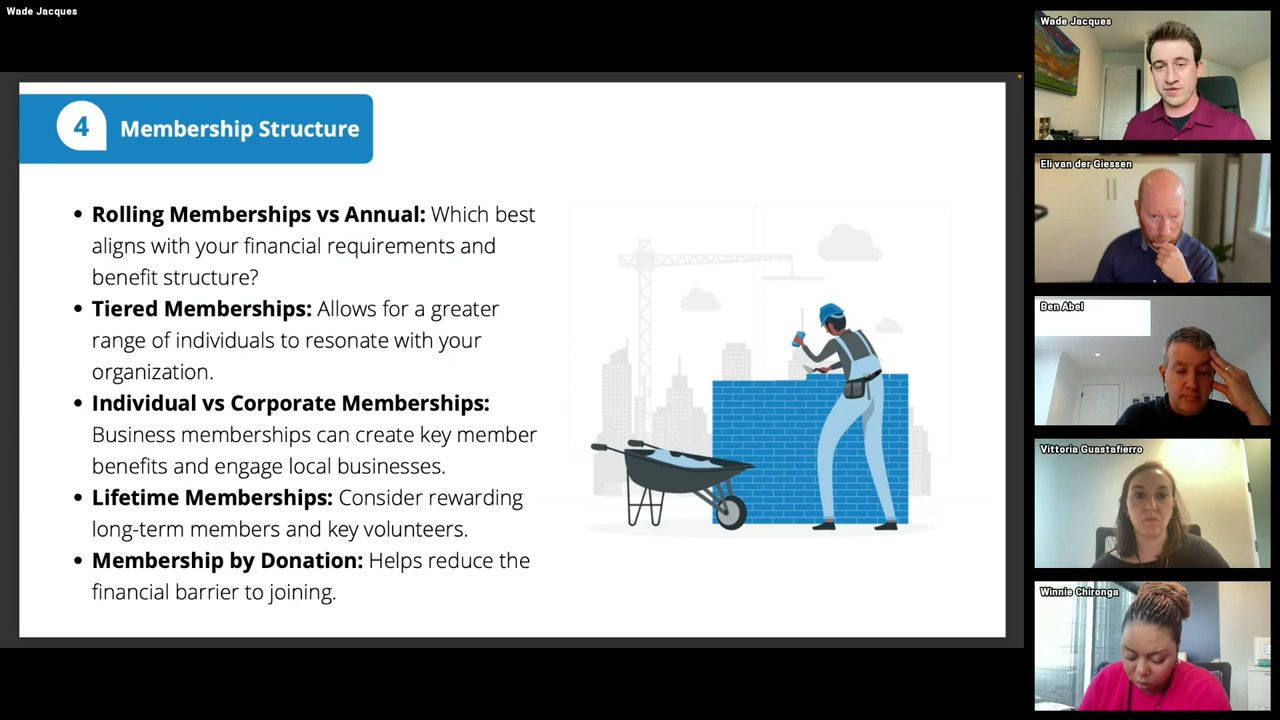 Wade Jacques
4 Membership Structure
• Rolling Memberships vs Annual: Which best
aligns with your financial requirements and
benefit structure?
• Tiered Memberships: Allows for a greater
range of individuals to resonate with your
organization.
• Individual vs Corporate Memberships:
Business memberships can create key member
benefits and engage local businesses.
• Lifetime Memberships: Consider rewarding
long-term members and key volunteers.
• Membership by Donation: Helps reduce the
financial barrier to joining.
Wade Jacques
Eli van der Giessen
Ben Abel
Vittoria Guastafierro
Winnie Chironga